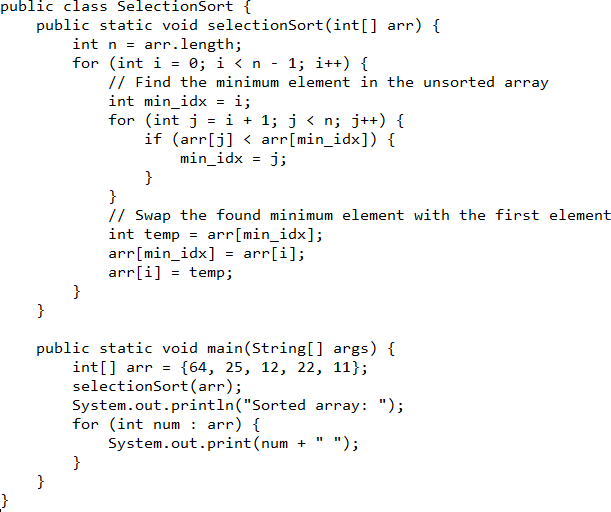 public class SelectionSort {
    public static void selectionSort(int[] arr) {
        int n = arr.length;
        for (int i = 0; i < n - 1; i++) {
            // Find the minimum element in the unsorted array
            int min_idx = i;
            for (int j = i + 1; j < n; j++) {
                if (arr[j] < arr[min_idx]) {
                    min_idx = j;
                }
            }
            // Swap the found minimum element with the first element
            int temp = arr[min_idx];
            arr[min_idx] = arr[i];
            arr[i] = temp;
        }
    }

    public static void main(String[] args) {
        int[] arr = {64, 25, 12, 22, 11};
        selectionSort(arr);
        System.out.println("Sorted array: ");
        for (int num : arr) {
            System.out.print(num + " ");
        }
    }
}